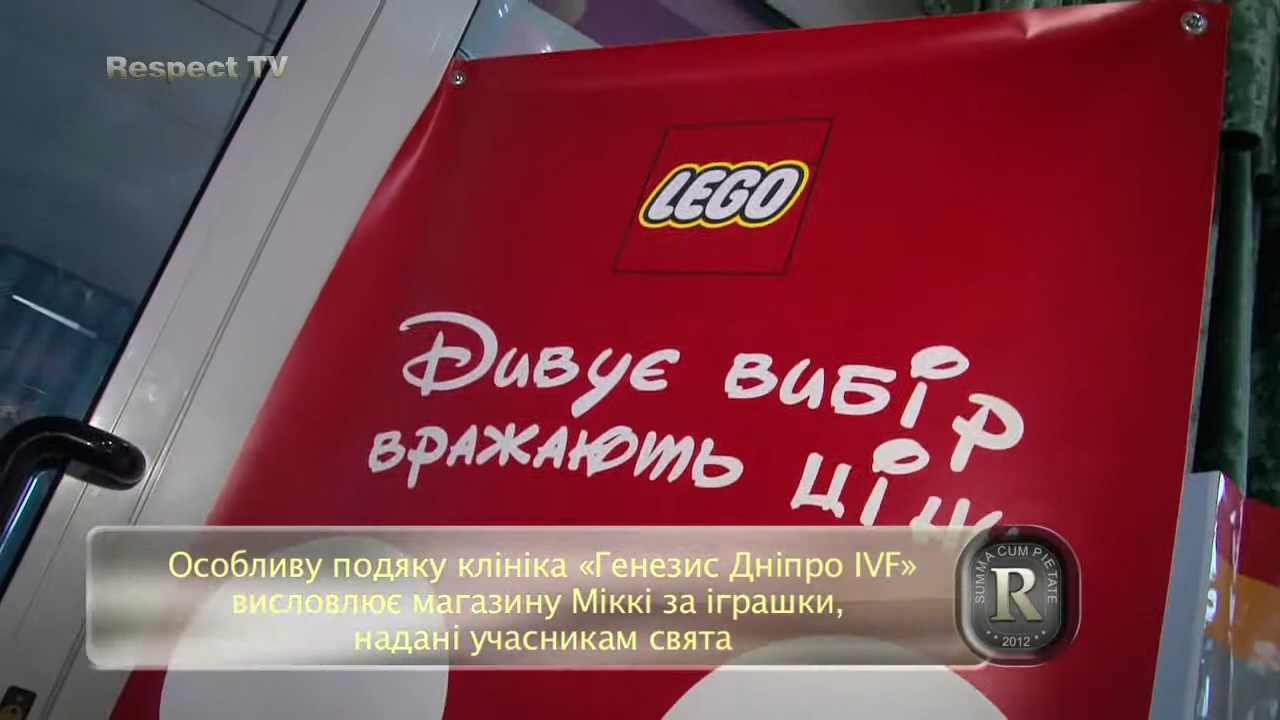 Respect TV
LEGO
Дивує вибір
вражають ціни
Особливу подяку клініка «Генезис Дніпро IVF»
висловлює магазину Міккі за іграшки,
надані учасникам свята
SUMMA CUM PIETATE
R
2012